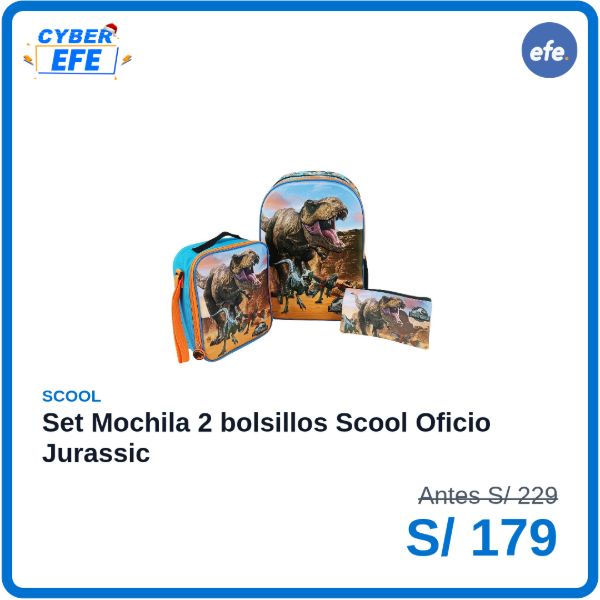 CYBER
EFE
efe.
SCOOL
Set Mochila 2 bolsillos Scool Oficio
Jurassic
Antes S/ 229
S/ 179